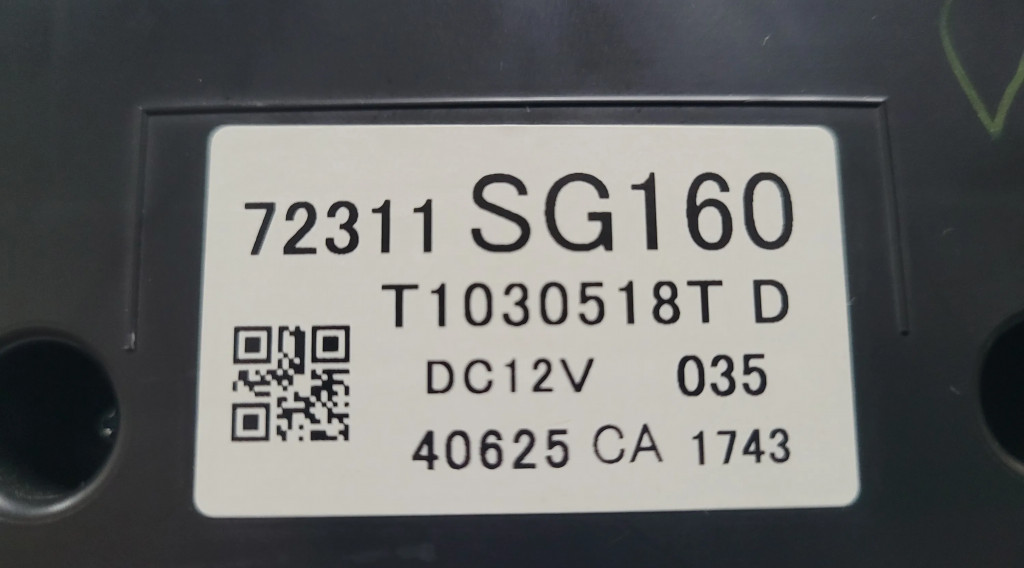 72311 SG160
T1030518T D
DC12V 035
40625 CA 1743